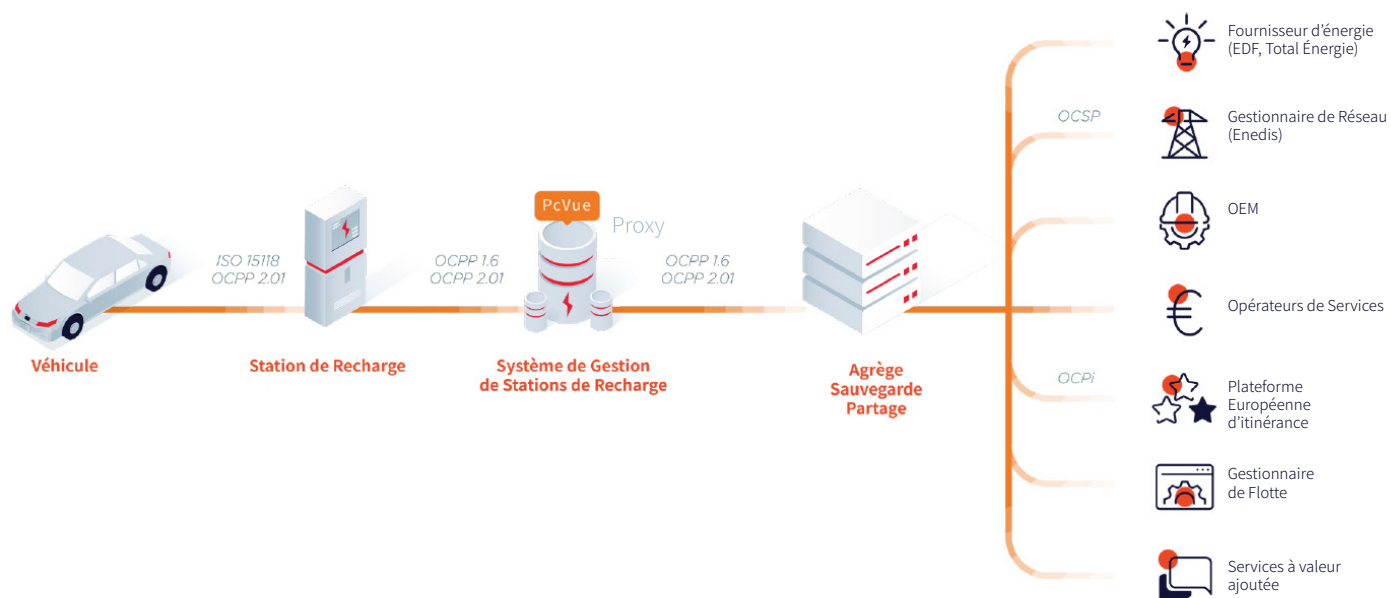 Fournisseur d'énergie
(EDF, Total Énergie)
OCSP
Gestionnaire de Réseau
(Enedis)
OEM
PcVue
Proxy
ISO 15118
OCPP 2.01
OCPP 1.6
OCPP 2.01
OCPP 1.6
OCPP 2.01
Opérateurs de Services
Véhicule
Station de Recharge
Système de Gestion
de Stations de Recharge
Agrège
Sauvegarde
Partage
OCPi
Plateforme
Européenne
d'itinérance
Gestionnaire
de Flotte
Services à valeur
ajoutée